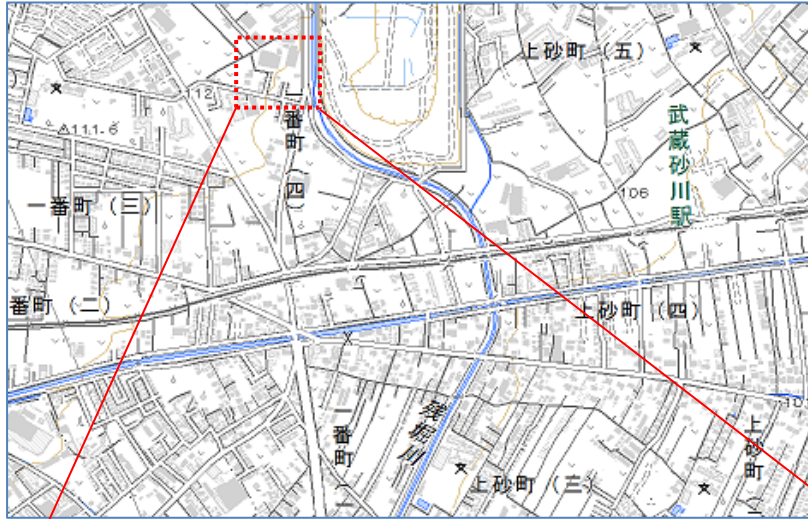 上砂町（五）
12
一番町（四）
111.6
武蔵砂川駅
106
一番町（三）
番町（二）
上砂町（四）
残堀川
一番町（
上砂町（三）
上砂町（
10